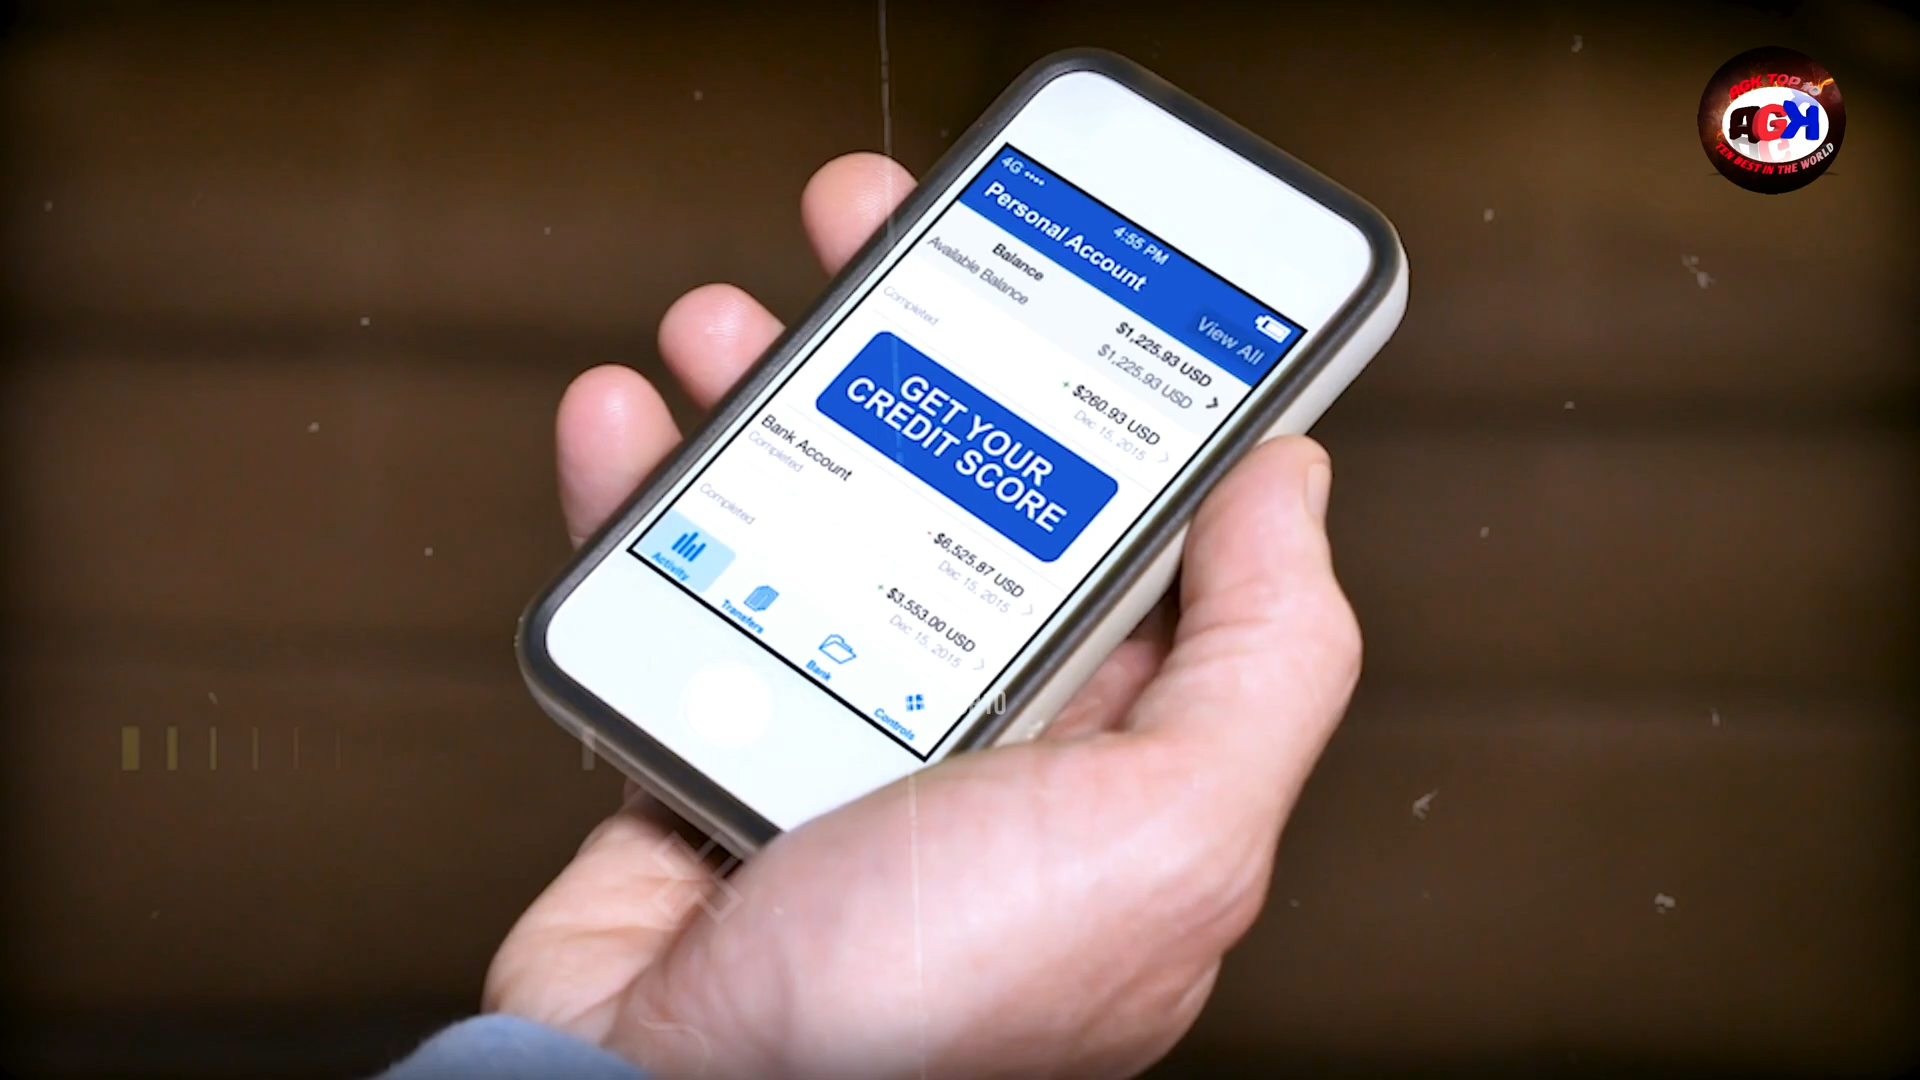 AGK TOP 10
AGK
TEN BEST IN THE WORLD
4G
4:55 PM
Personal Account
View All
Balance
$1,225.93 USD
Available Balance
$1,225.93 USD
+ $260.93 USD
Completed
Dec 15, 2015
GET YOUR
CREDIT SCORE
Bank Account
- $6,525.87 USD
Completed
Dec 15, 2015
+ $3,553.00 USD
Completed
Dec 15, 2015
Activity
Transfers
Bank
Controls